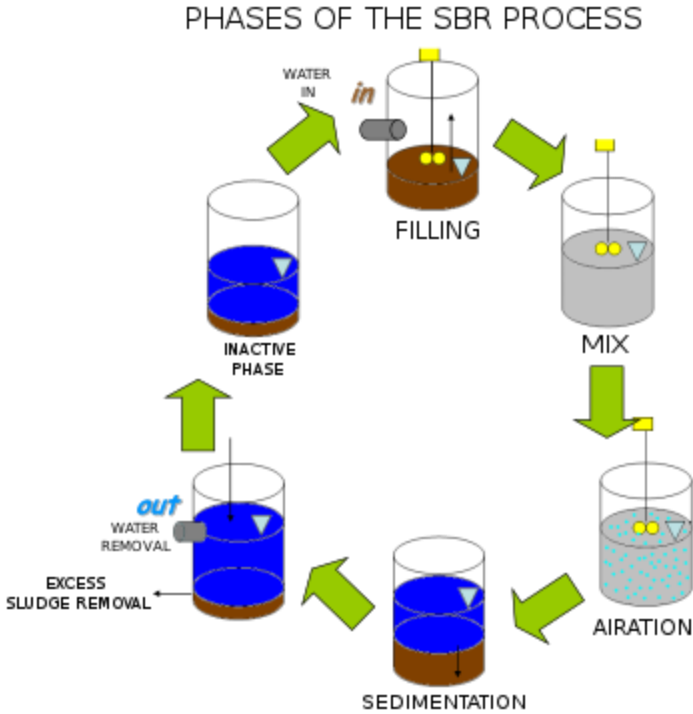 PHASES OF THE SBR PROCESS
WATER
IN
in
FILLING
MIX
AIRATION
SEDIMENTATION
out
WATER
REMOVAL
EXCESS
SLUDGE REMOVAL
INACTIVE
PHASE